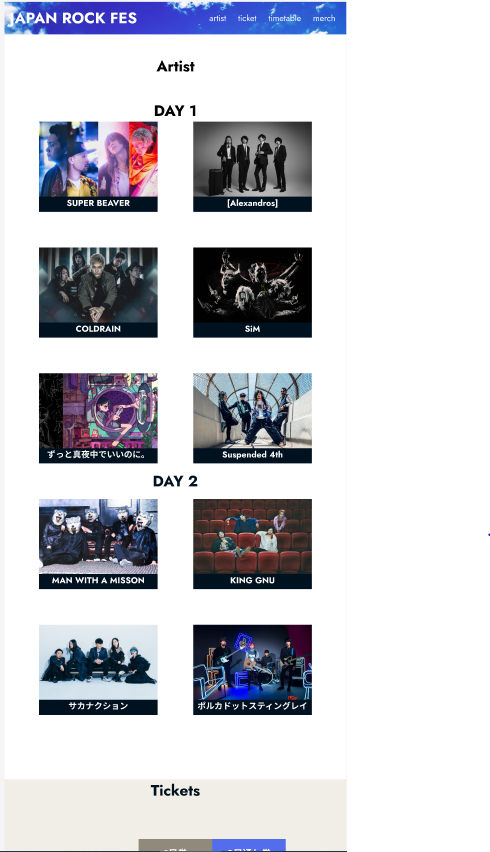 JAPAN ROCK FES
artist ticket timetable merch
Artist
DAY 1
SUPER BEAVER [Alexandros]
COLDRAIN SiM
ずっと真夜中でいいのに。 Suspended 4th
DAY 2
MAN WITH A MISSON KING GNU
サカナクション ポルカドットスティングレイ
Tickets